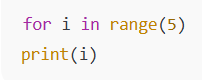 for i in range(5)
print(i)